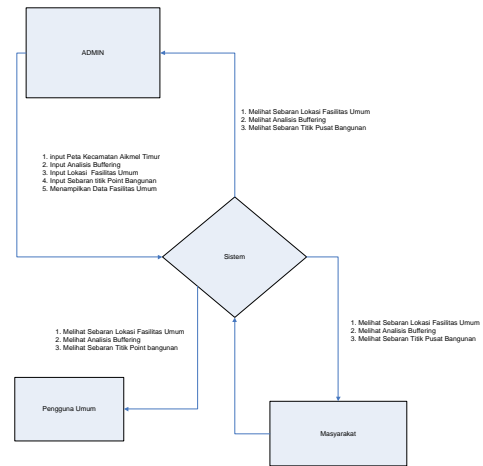 ADMIN
1. Melihat Sebaran Lokasi Fasilitas Umum
2. Melihat Analisis Buffering
3. Melihat Sebaran Titik Pusat Bangunan
1. input Peta Kecamatan Aikmel Timur
2. Input Analisis Buffering
3. Input Lokasi Fasilitas Umum
4. Input Sebaran titik Point Bangunan
5. Menampilkan Data Fasilitas Umum
Sistem
1. Melihat Sebaran Lokasi Fasilitas Umum
2. Melihat Analisis Buffering
3. Melihat Sebaran Titik Point bangunan
1. Melihat Sebaran Lokasi Fasilitas Umum
2. Melihat Analisis Buffering
3. Melihat Sebaran Titik Pusat Bangunan
Pengguna Umum
Masyarakat